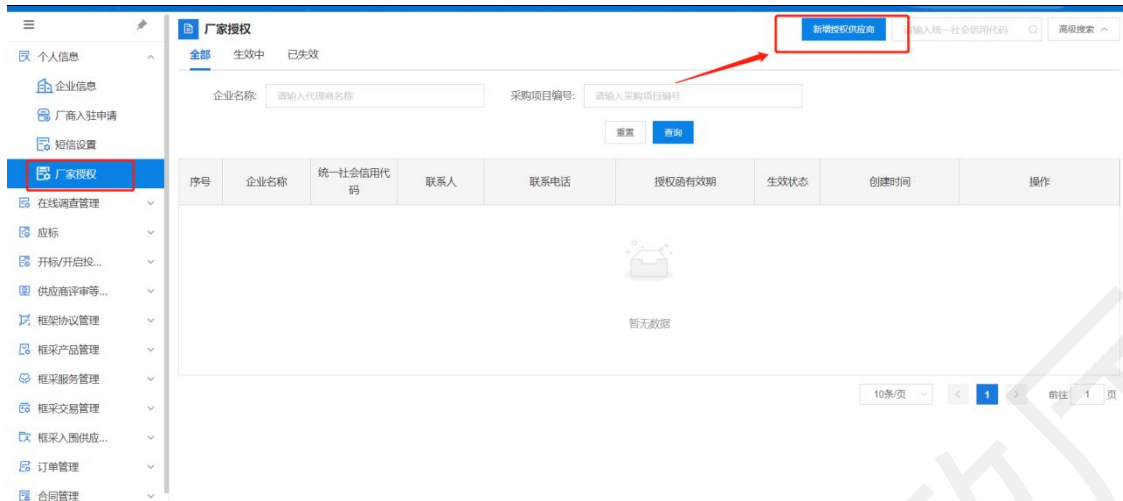 厂家授权
新增授权供应商
请输入统一社会信用代码
高级搜索
全部 生效中 已失效
企业名称: 请输入代理商名称
采购项目编号: 请输入采购项目编号
重置 查询
序号 企业名称 统一社会信用代码 联系人 联系电话 授权函有效期 生效状态 创建时间 操作
暂无数据
10条/页 1 前往 1 页
个人信息
企业信息
厂商入驻申请
短信设置
厂家授权
在线调查管理
应标
开标/开启投...
供应商评审等...
框架协议管理
框采产品管理
框采服务管理
框采交易管理
框采入围供应...
订单管理
合同管理